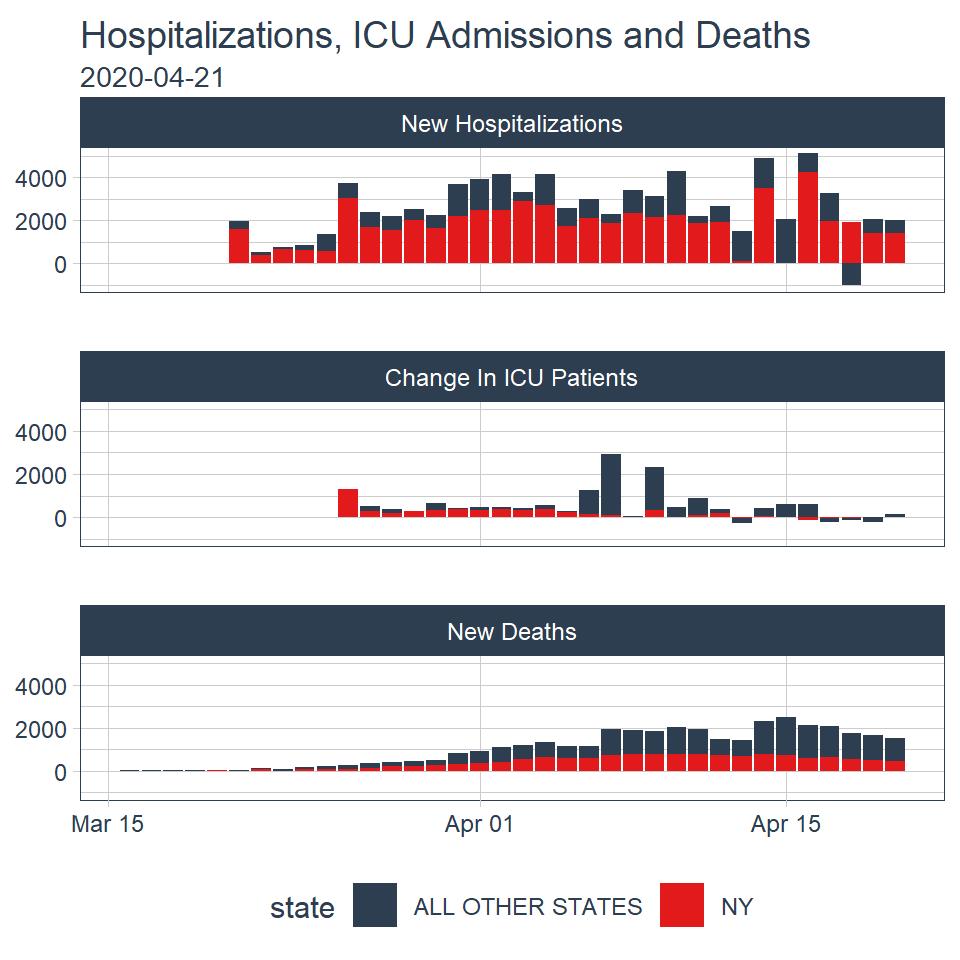 Hospitalizations, ICU Admissions and Deaths
2020-04-21
New Hospitalizations
4000
2000
0
Change In ICU Patients
4000
2000
0
New Deaths
4000
2000
0
Mar 15 Apr 01 Apr 15
state ALL OTHER STATES NY